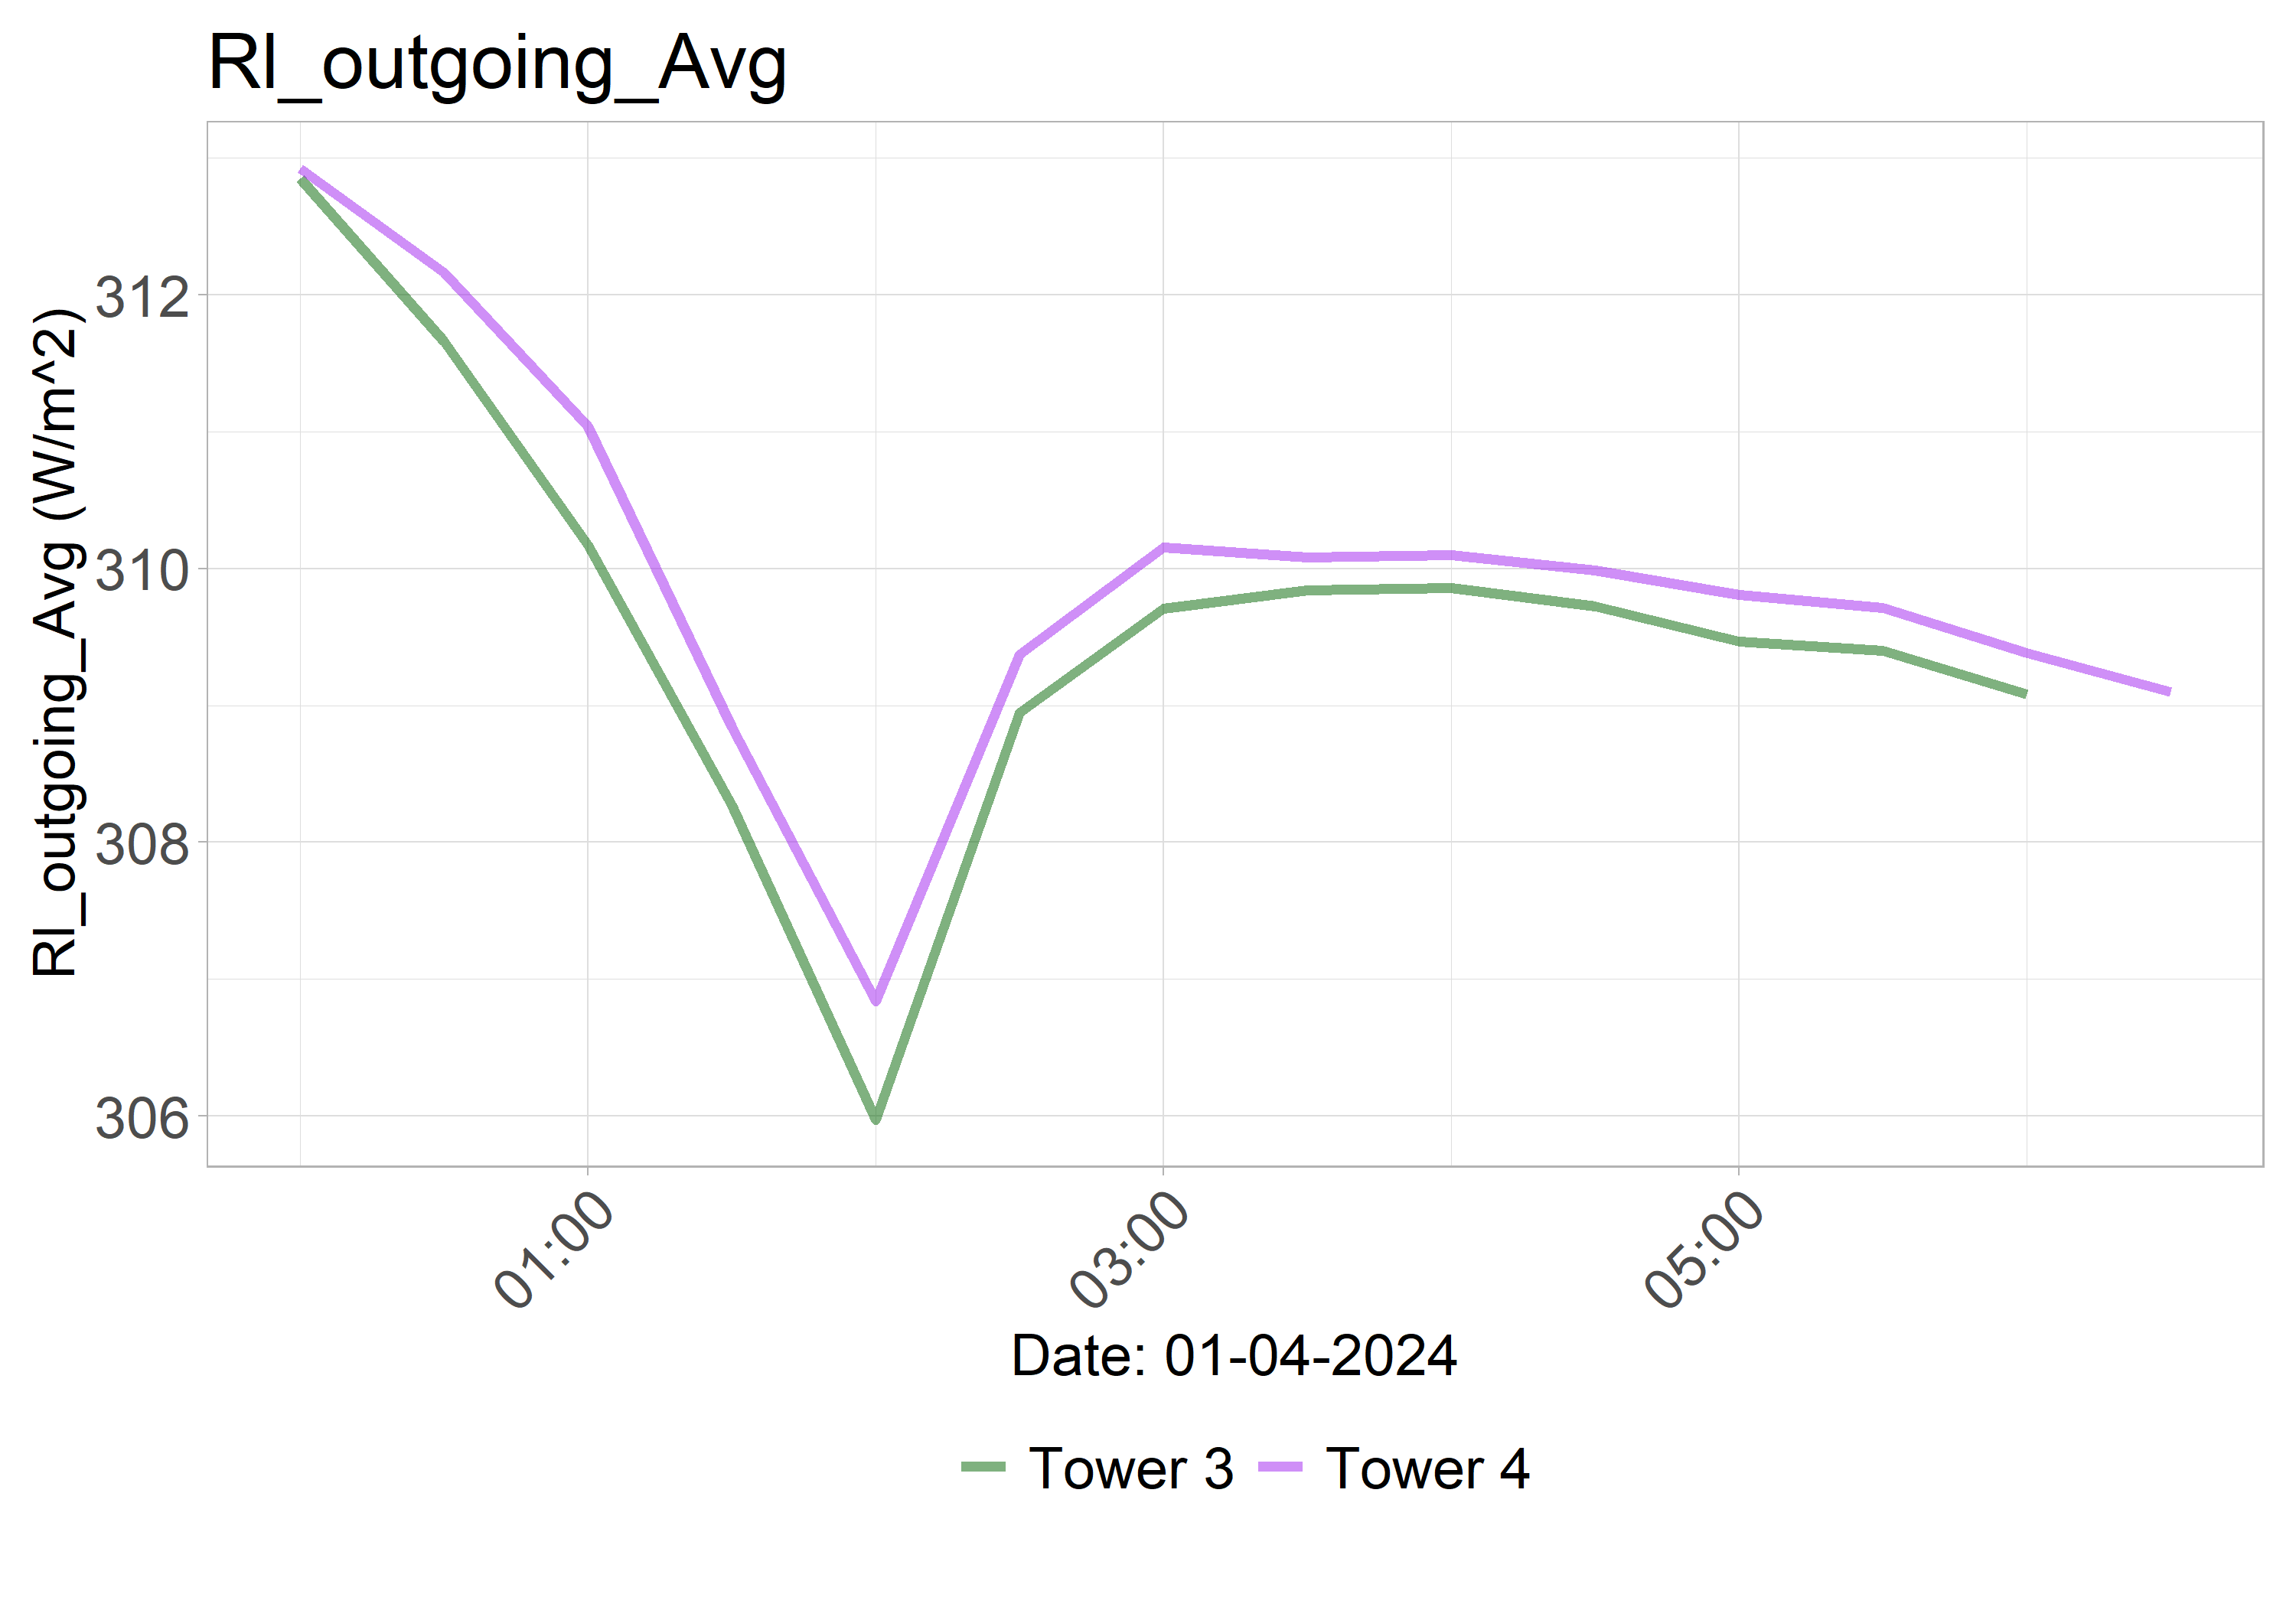 Rl_outgoing_Avg
Rl_outgoing_Avg (W/m^2)
312
310
308
306
01:00
03:00
05:00
Date: 01-04-2024
Tower 3
Tower 4